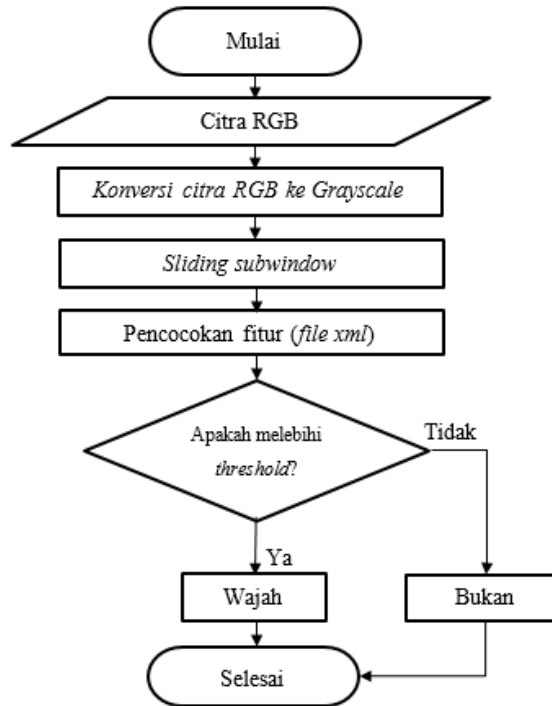 Mulai
Citra RGB
Konversi citra RGB ke Grayscale
Sliding subwindow
Pencocokan fitur (file xml)
Apakah melebihi
threshold?
Tidak
Ya
Wajah
Bukan
Selesai